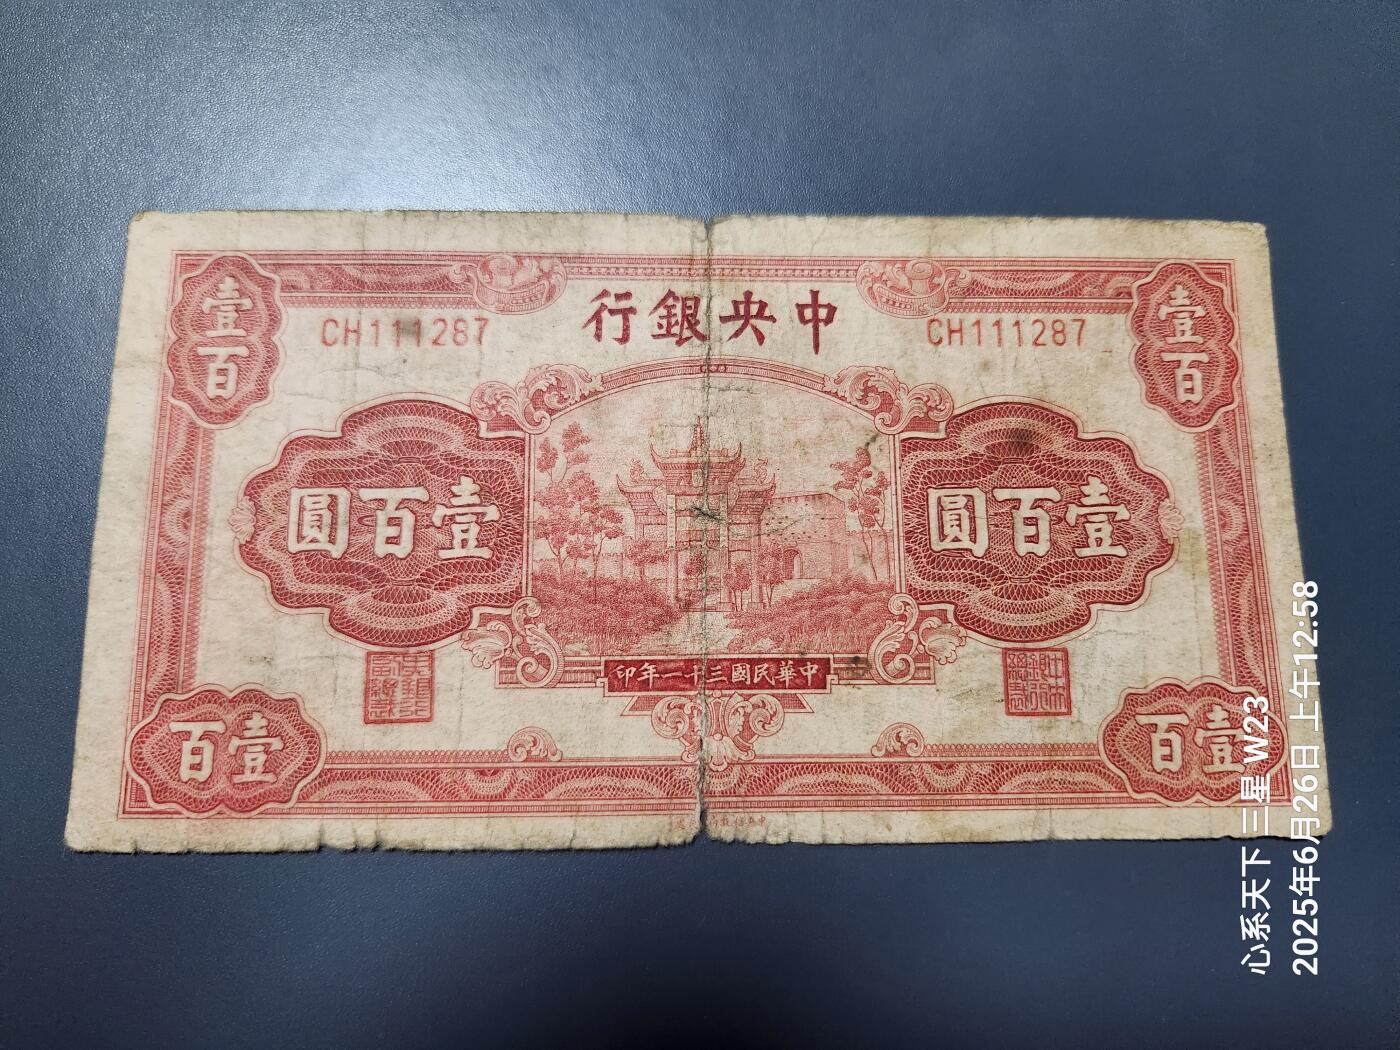 中央銀行
CH111287
CH111287
壹百
壹百
壹百圓
壹百圓
中華民國三十一年印
壹百
壹百
心系天下 三星 W23
2025年6月26日 上午12:58